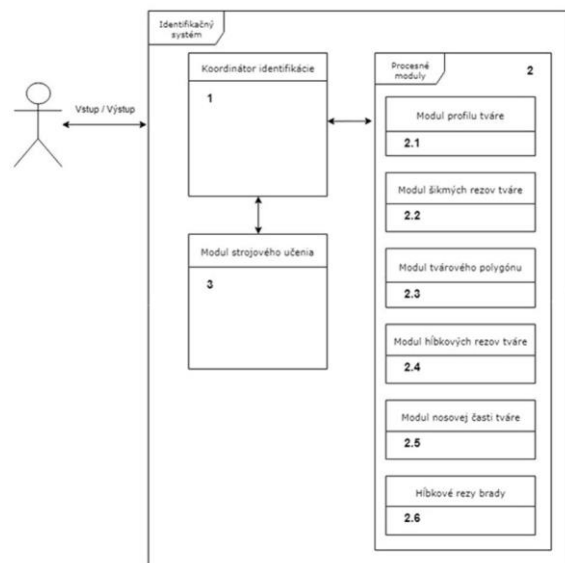 Identifikačný
systém
Vstup / Výstup
Koordinátor identifikácie
1
Modul strojového učenia
3
Procesné
moduly
2
Modul profilu tváre
2.1
Modul šikmých rezov tváre
2.2
Modul tvárového polygónu
2.3
Modul hĺbkových rezov tváre
2.4
Modul nosovej časti tváre
2.5
Hĺbkové rezy brady
2.6